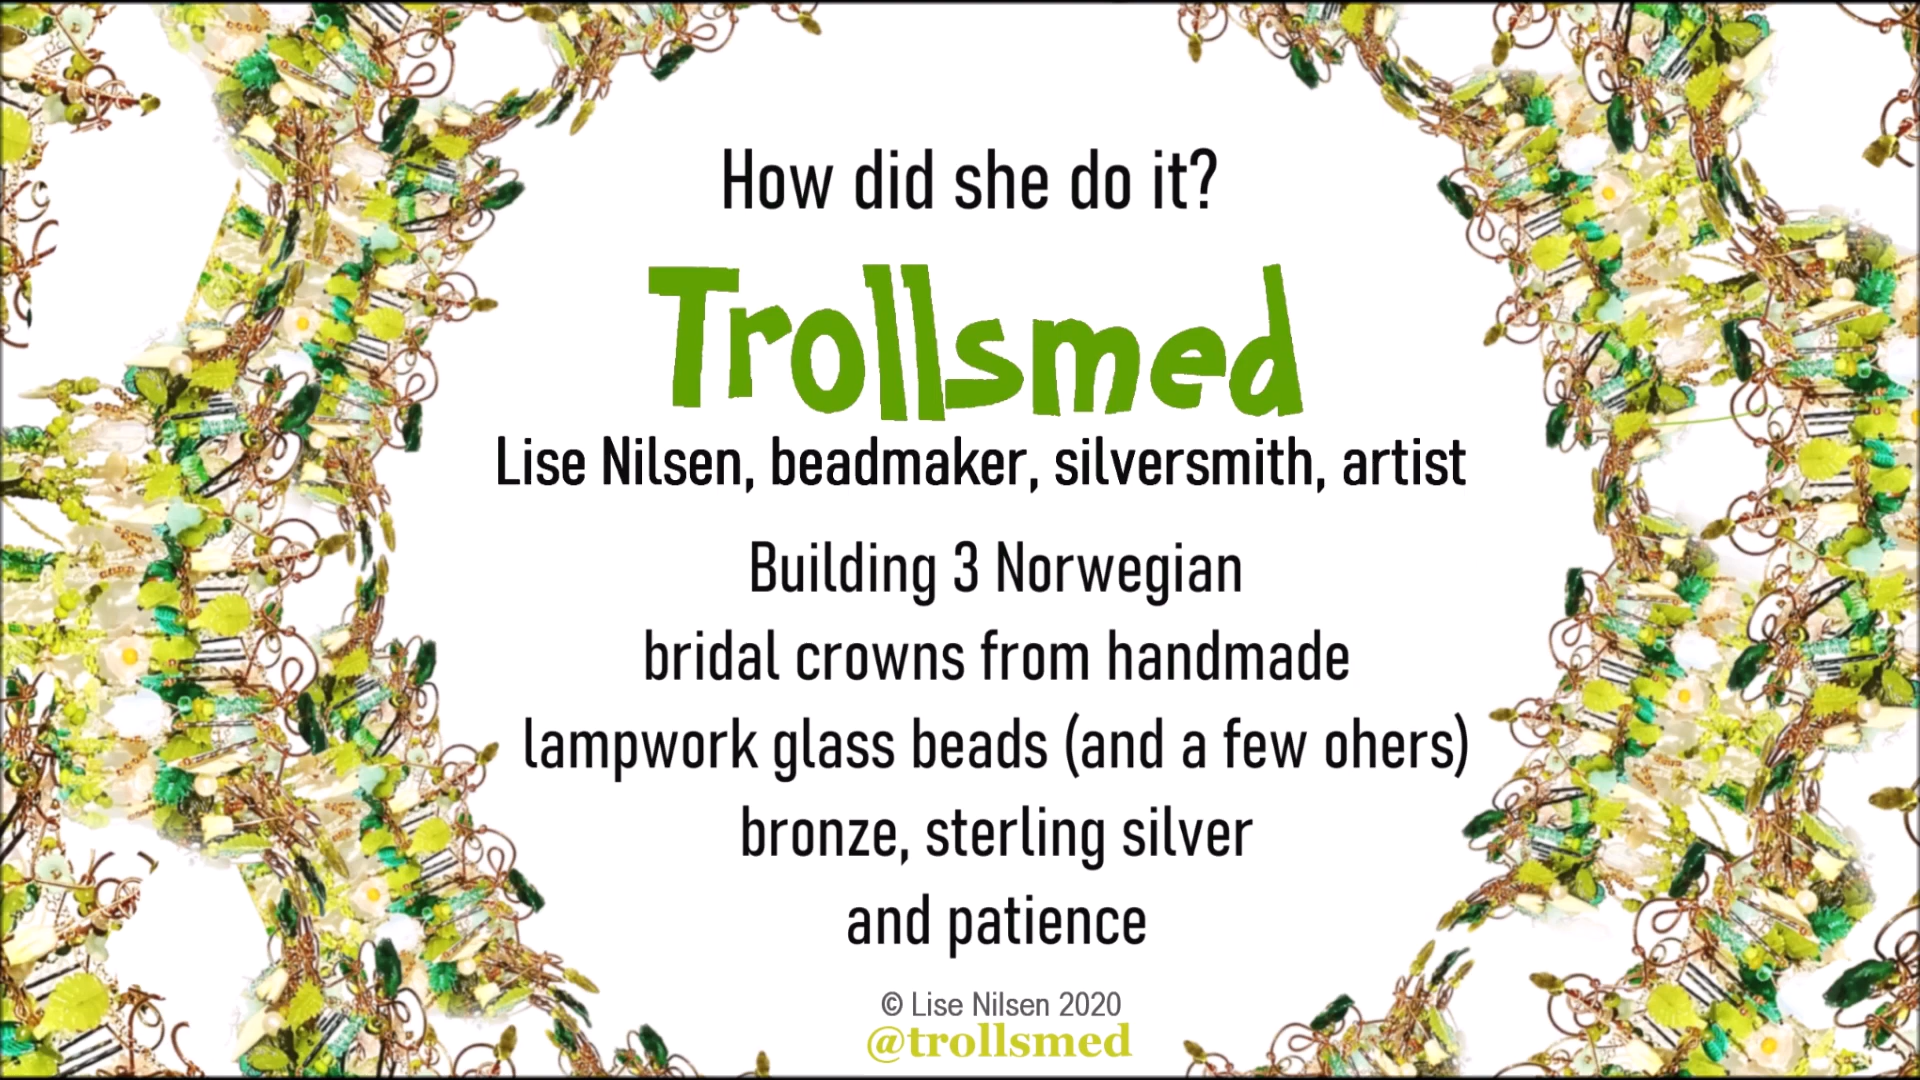 How did she do it?
Trollsmed
Lise Nilsen, beadmaker, silversmith, artist
Building 3 Norwegian
bridal crowns from handmade
lampwork glass beads (and a few ohers)
bronze, sterling silver
and patience
© Lise Nilsen 2020
@trollsmed